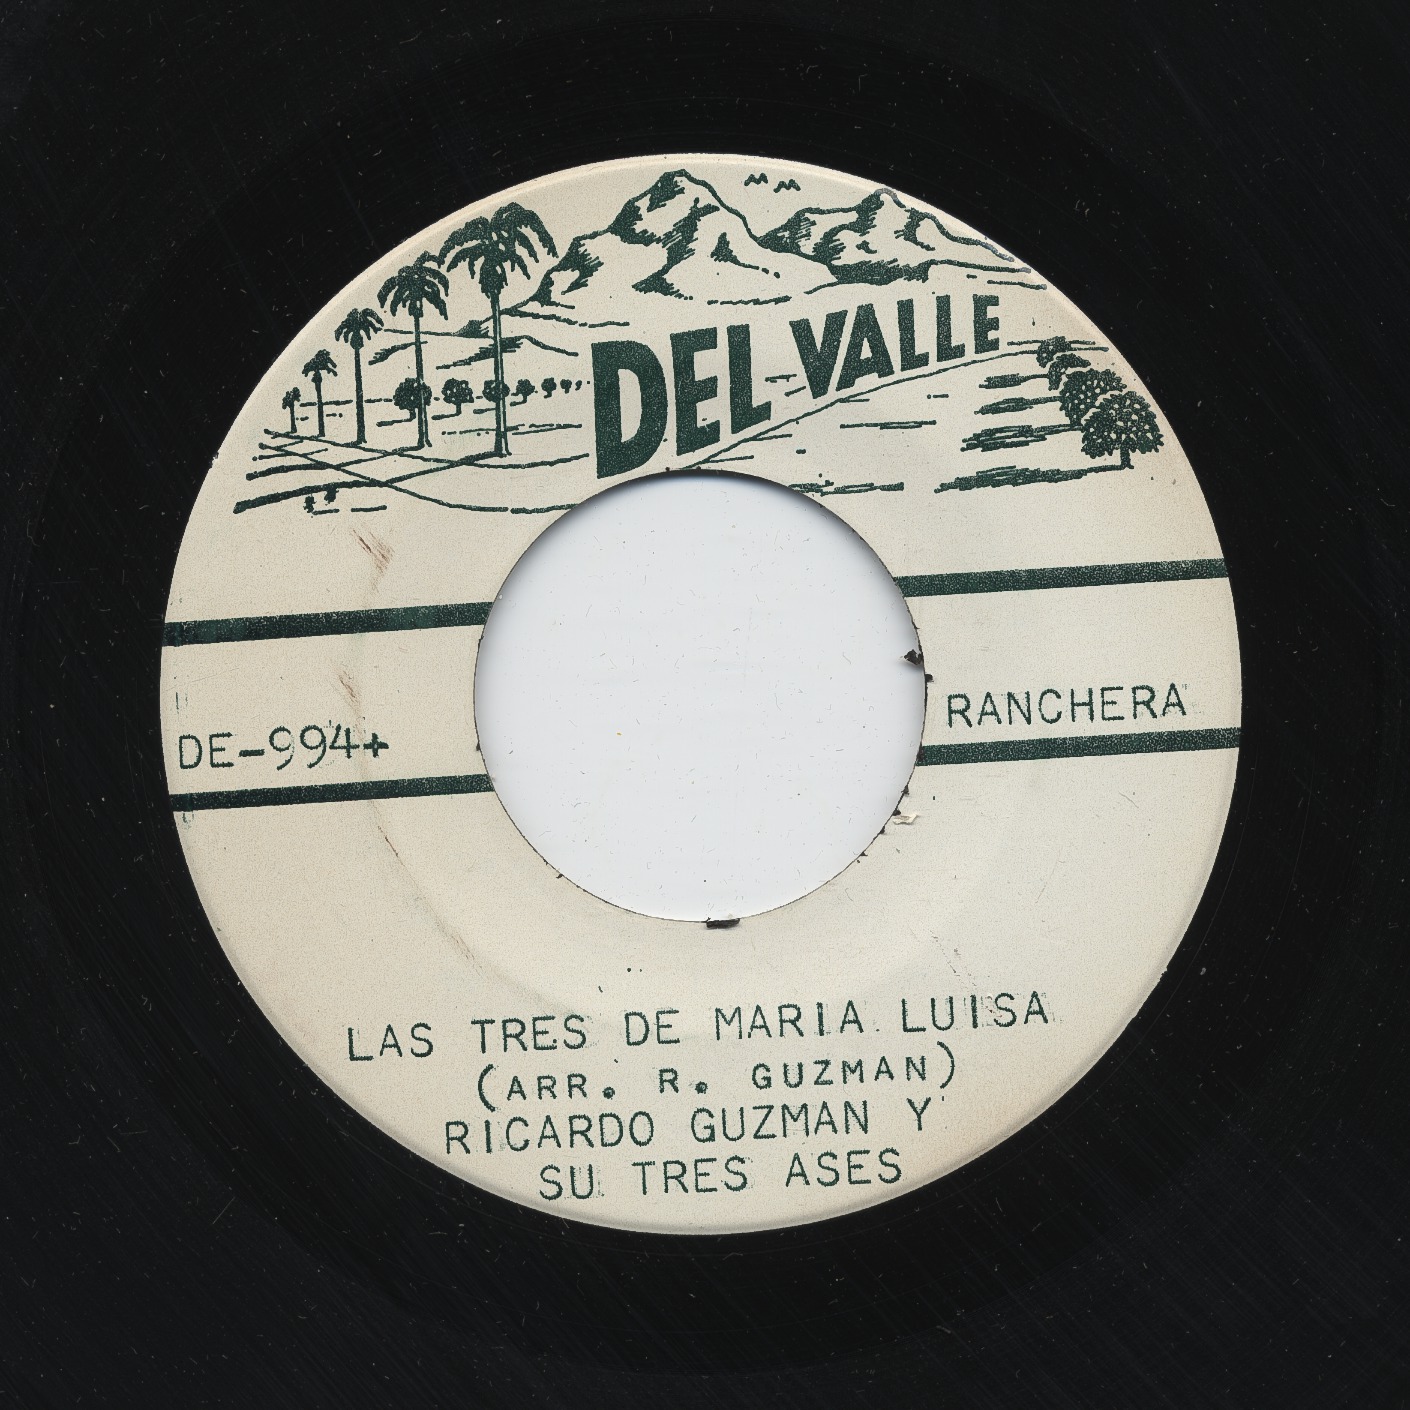 DEL VALLE
RANCHERA
DE-994+
LAS TRES DE MARIA LUISA
(ARR. R. GUZMAN)
RICARDO GUZMAN Y
SU TRES ASES